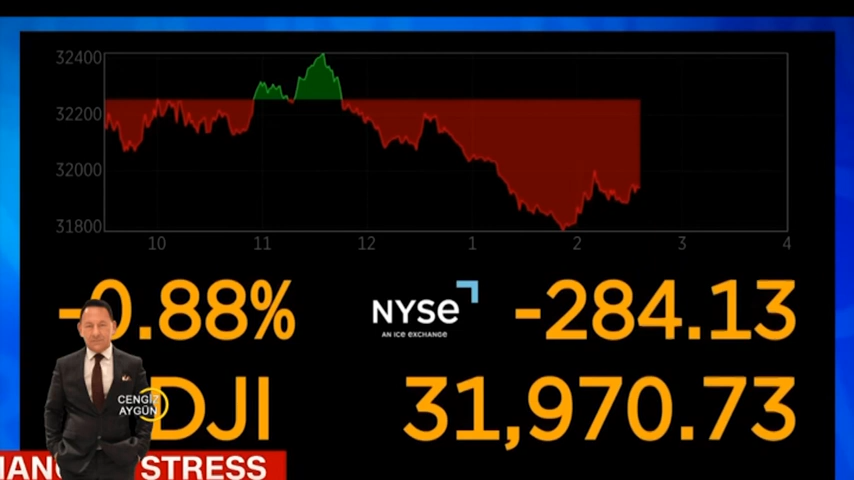 32400
32200
32000
31800
10 11 12 1 2 3 4
-0.88% NYSE -284.13
AN ICE EXCHANGE
CENGİZ
AYGÜN
DJI 31,970.73
STRESS